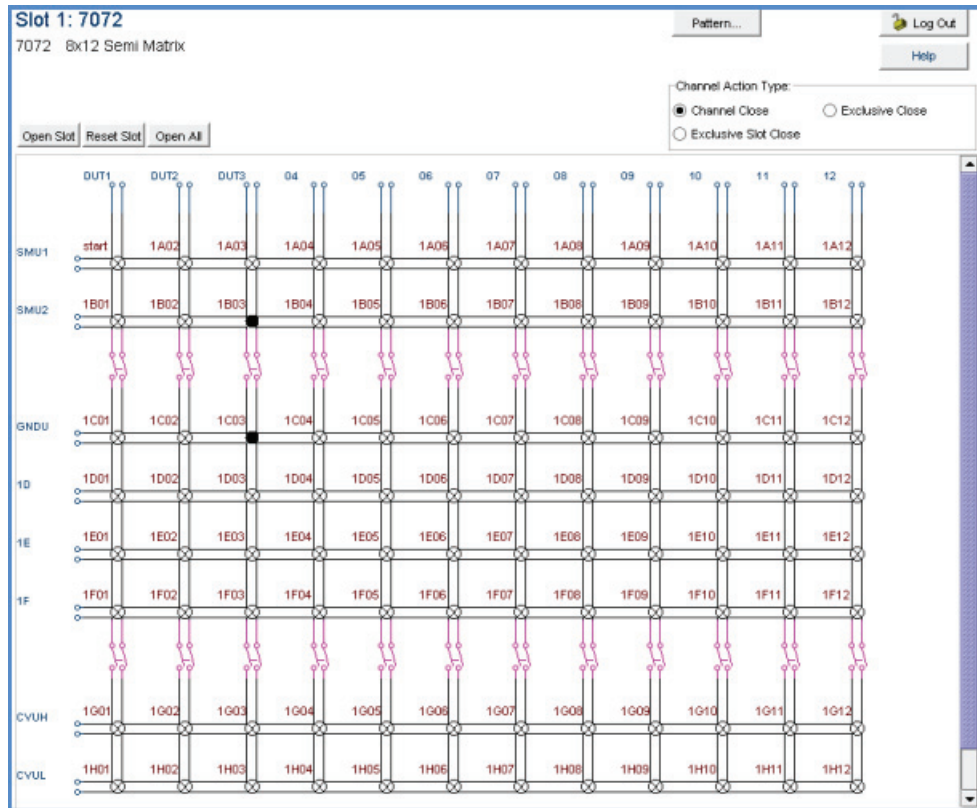 Slot 1: 7072
Pattern...
Log Out
7072 8x12 Semi Matrix
Help
Channel Action Type:
Channel Close
Exclusive Close
Exclusive Slot Close
Open Slot
Reset Slot
Open All
DUT1 DUT2 DUT3 04 05 06 07 08 09 10 11 12
SMU1 start 1A02 1A03 1A04 1A05 1A06 1A07 1A08 1A09 1A10 1A11 1A12
SMU2 1B01 1B02 1B03 1B04 1B05 1B06 1B07 1B08 1B09 1B10 1B11 1B12
GNDU 1C01 1C02 1C03 1C04 1C05 1C06 1C07 1C08 1C09 1C10 1C11 1C12
1D 1D01 1D02 1D03 1D04 1D05 1D06 1D07 1D08 1D09 1D10 1D11 1D12
1E 1E01 1E02 1E03 1E04 1E05 1E06 1E07 1E08 1E09 1E10 1E11 1E12
1F 1F01 1F02 1F03 1F04 1F05 1F06 1F07 1F08 1F09 1F10 1F11 1F12
CVUH 1G01 1G02 1G03 1G04 1G05 1G06 1G07 1G08 1G09 1G10 1G11 1G12
CVUL 1H01 1H02 1H03 1H04 1H05 1H06 1H07 1H08 1H09 1H10 1H11 1H12